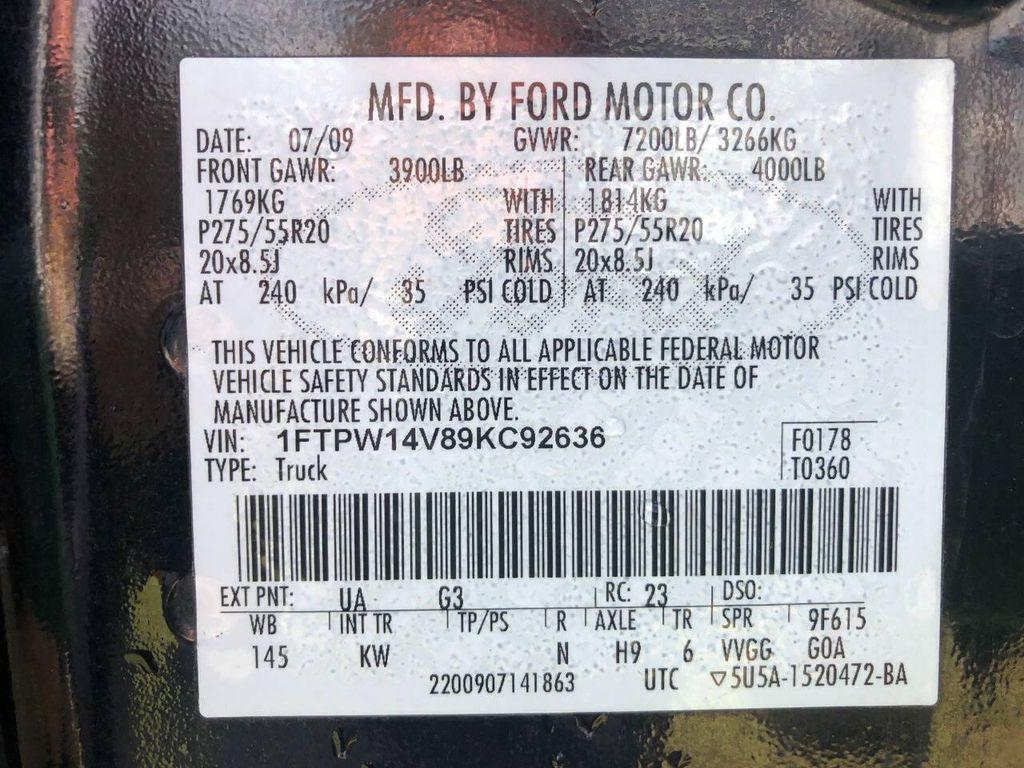 MFD. BY FORD MOTOR CO.
DATE: 07/09 GVWR: 7200LB/ 3266KG
FRONT GAWR: 3900LB REAR GAWR: 4000LB
1769KG WITH 1814KG WITH
P275/55R20 TIRES P275/55R20 TIRES
20x8.5J RIMS 20x8.5J RIMS
AT 240 kPa/ 35 PSI COLD AT 240 kPa/ 35 PSI COLD
THIS VEHICLE CONFORMS TO ALL APPLICABLE FEDERAL MOTOR
VEHICLE SAFETY STANDARDS IN EFFECT ON THE DATE OF
MANUFACTURE SHOWN ABOVE.
VIN: 1FTPW14V89KC92636 F0178
TYPE: Truck T0360
EXT PNT: UA G3 RC: 23 DSO:
WB INT TR TP/PS R AXLE TR SPR 9F615
145 KW N H9 6 VVGG GOA
2200907141863 UTC ▽5U5A-1520472-BA